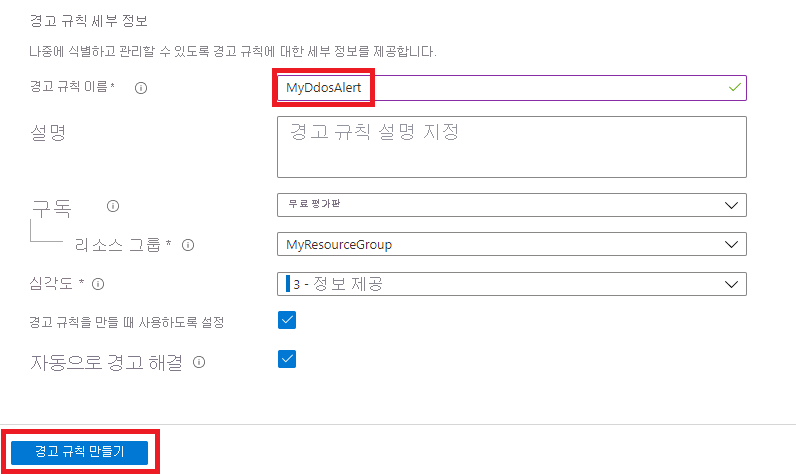 경고 규칙 세부 정보
나중에 식별하고 관리할 수 있도록 경고 규칙에 대한 세부 정보를 제공합니다.
경고 규칙 이름 * MyDdosAlert
설명 경고 규칙 설명 지정
구독 무료 평가판
리소스 그룹 * MyResourceGroup
심각도 * 3 - 정보 제공
경고 규칙을 만들 때 사용하도록 설정
자동으로 경고 해결
경고 규칙 만들기